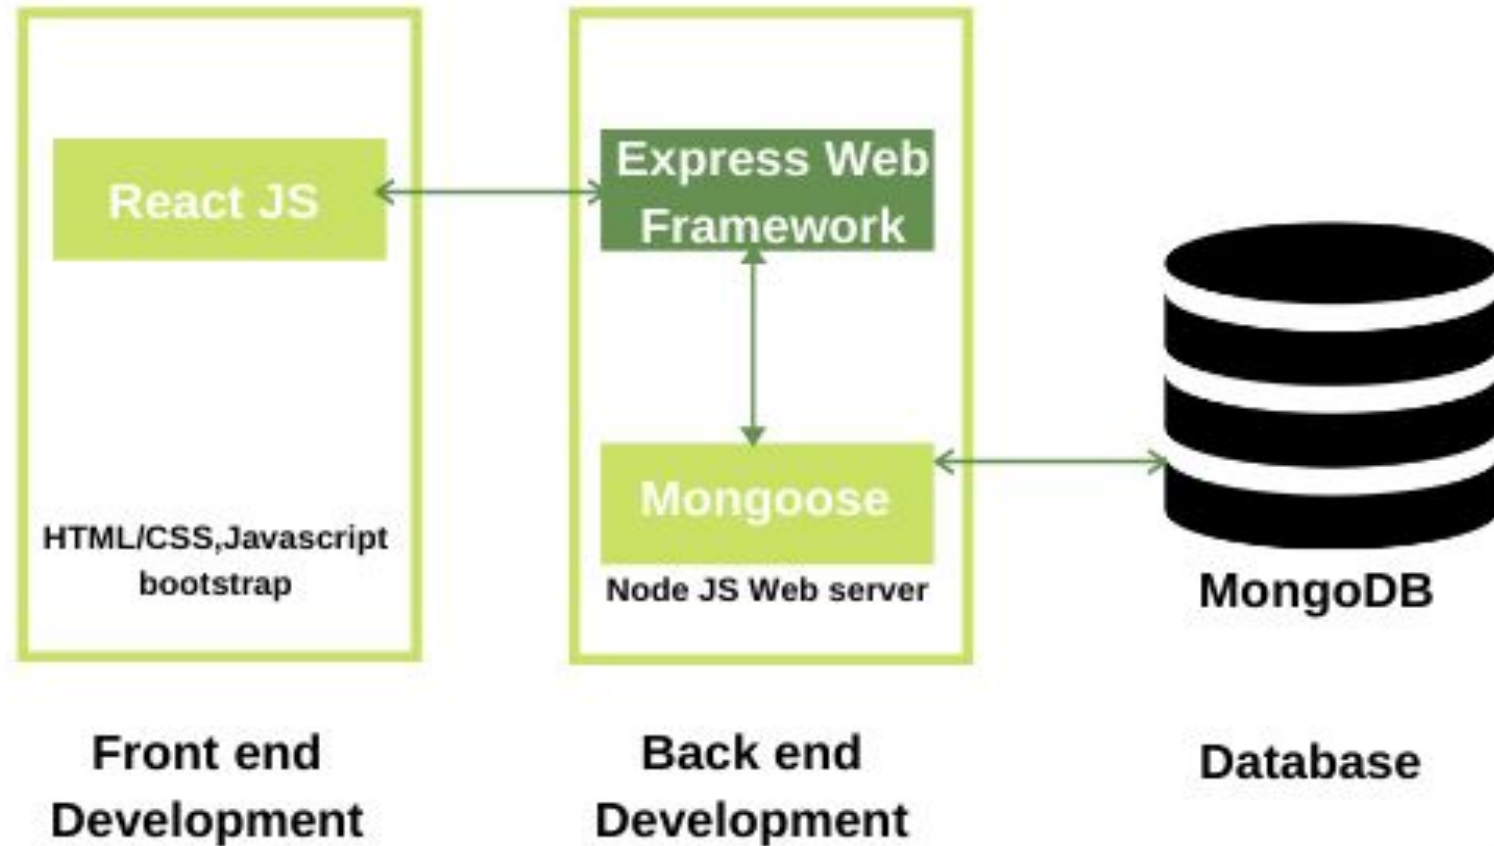 React JS
HTML/CSS,Javascript
bootstrap
Front end
Development
Express Web
Framework
Mongoose
Node JS Web server
Back end
Development
MongoDB
Database